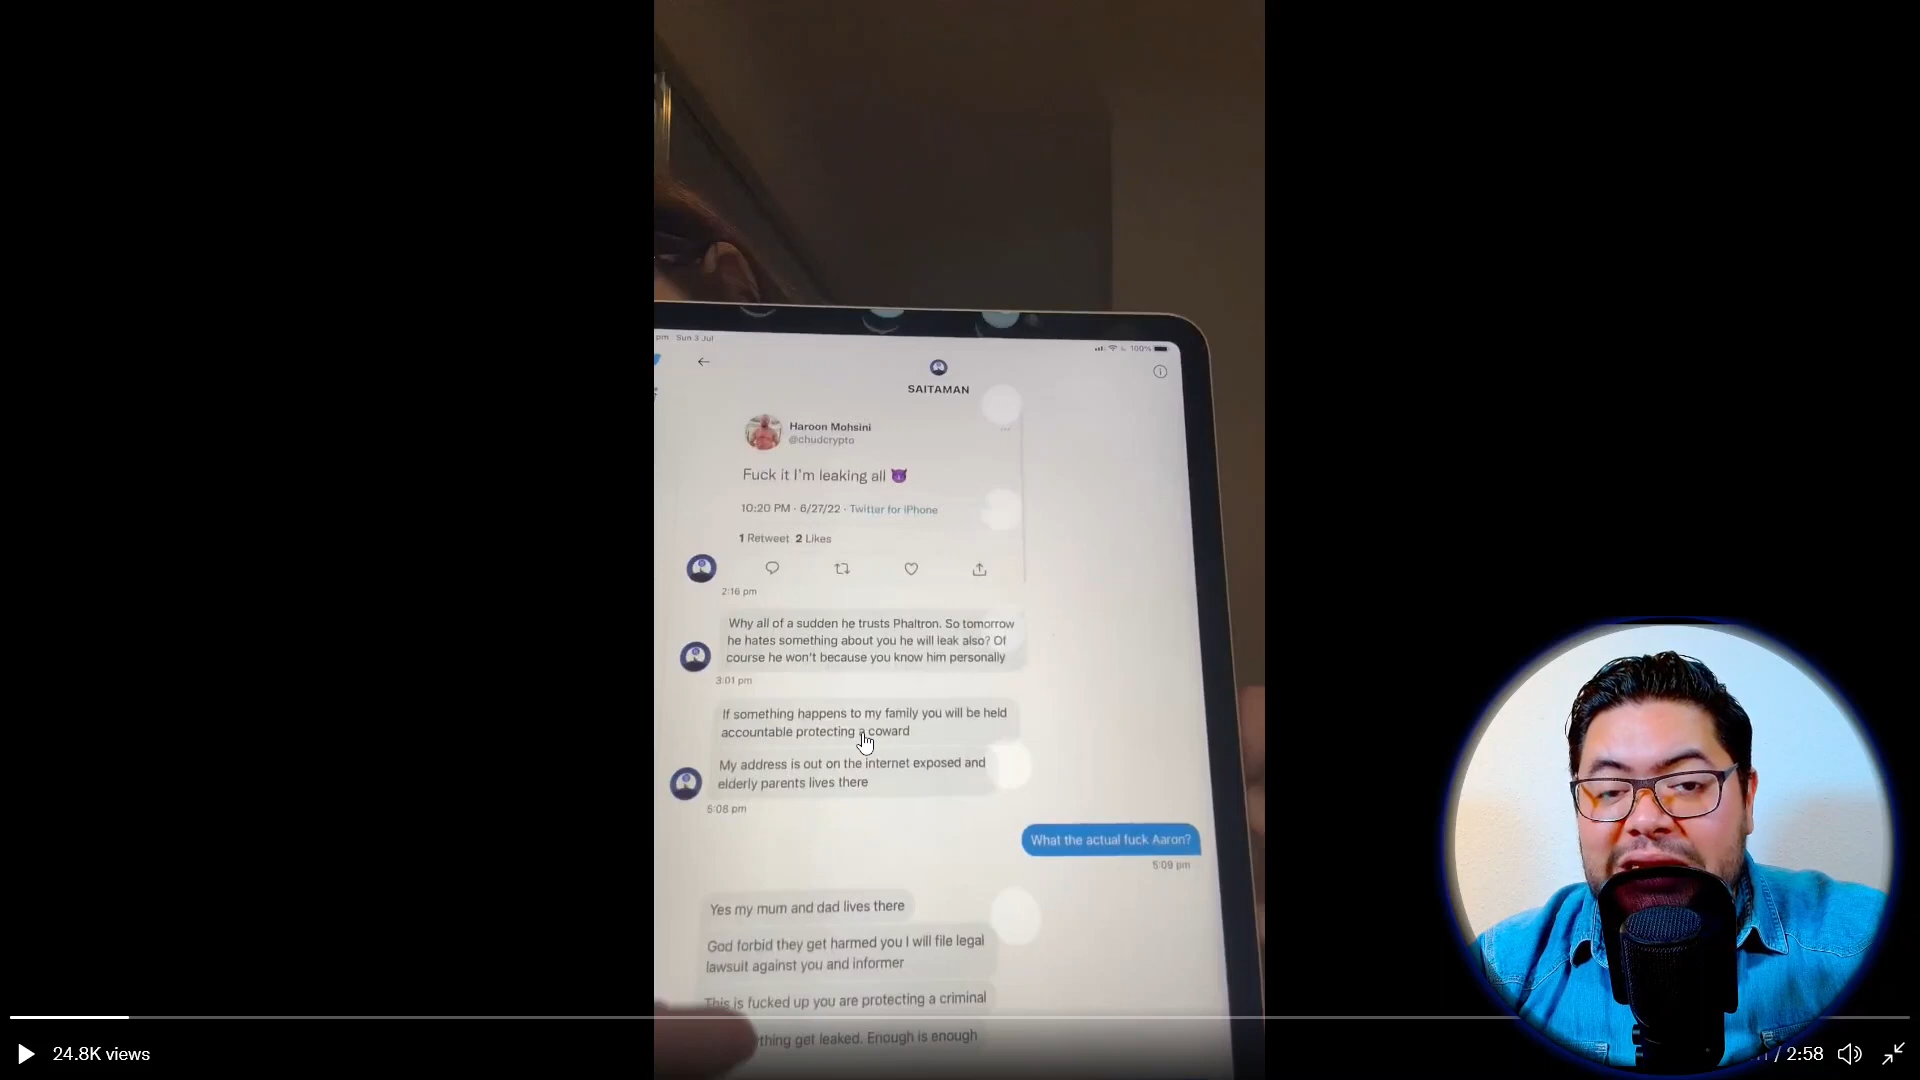 pm Sun 3 Jul
100%
SAITAMAN
Haroon Mohsini
@chudcrypto
Fuck it I'm leaking all 😈
10:20 PM · 6/27/22 · Twitter for iPhone
1 Retweet 2 Likes
2:16 pm
Why all of a sudden he trusts Phaltron. So tomorrow
he hates something about you he will leak also? Of
course he won't because you know him personally
3:01 pm
If something happens to my family you will be held
accountable protecting a coward
My address is out on the internet exposed and
elderly parents lives there
5:08 pm
What the actual fuck Aaron?
5:09 pm
Yes my mum and dad lives there
God forbid they get harmed you I will file legal
lawsuit against you and informer
This is fucked up you are protecting a criminal
thing get leaked. Enough is enough
24.8K views
/ 2:58